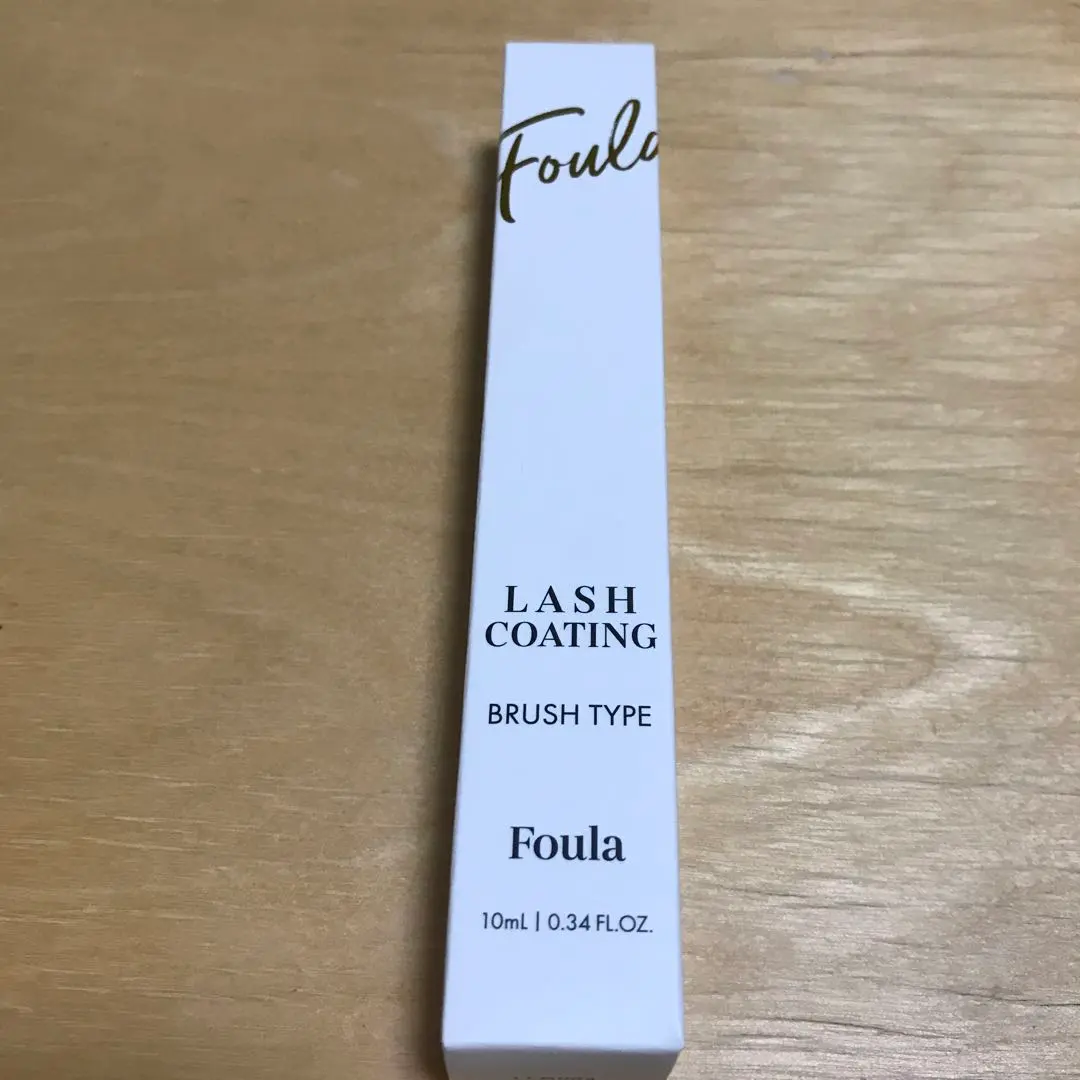 Foula
LASH
COATING
BRUSH TYPE
Foula
10mL | 0.34 FL.OZ.